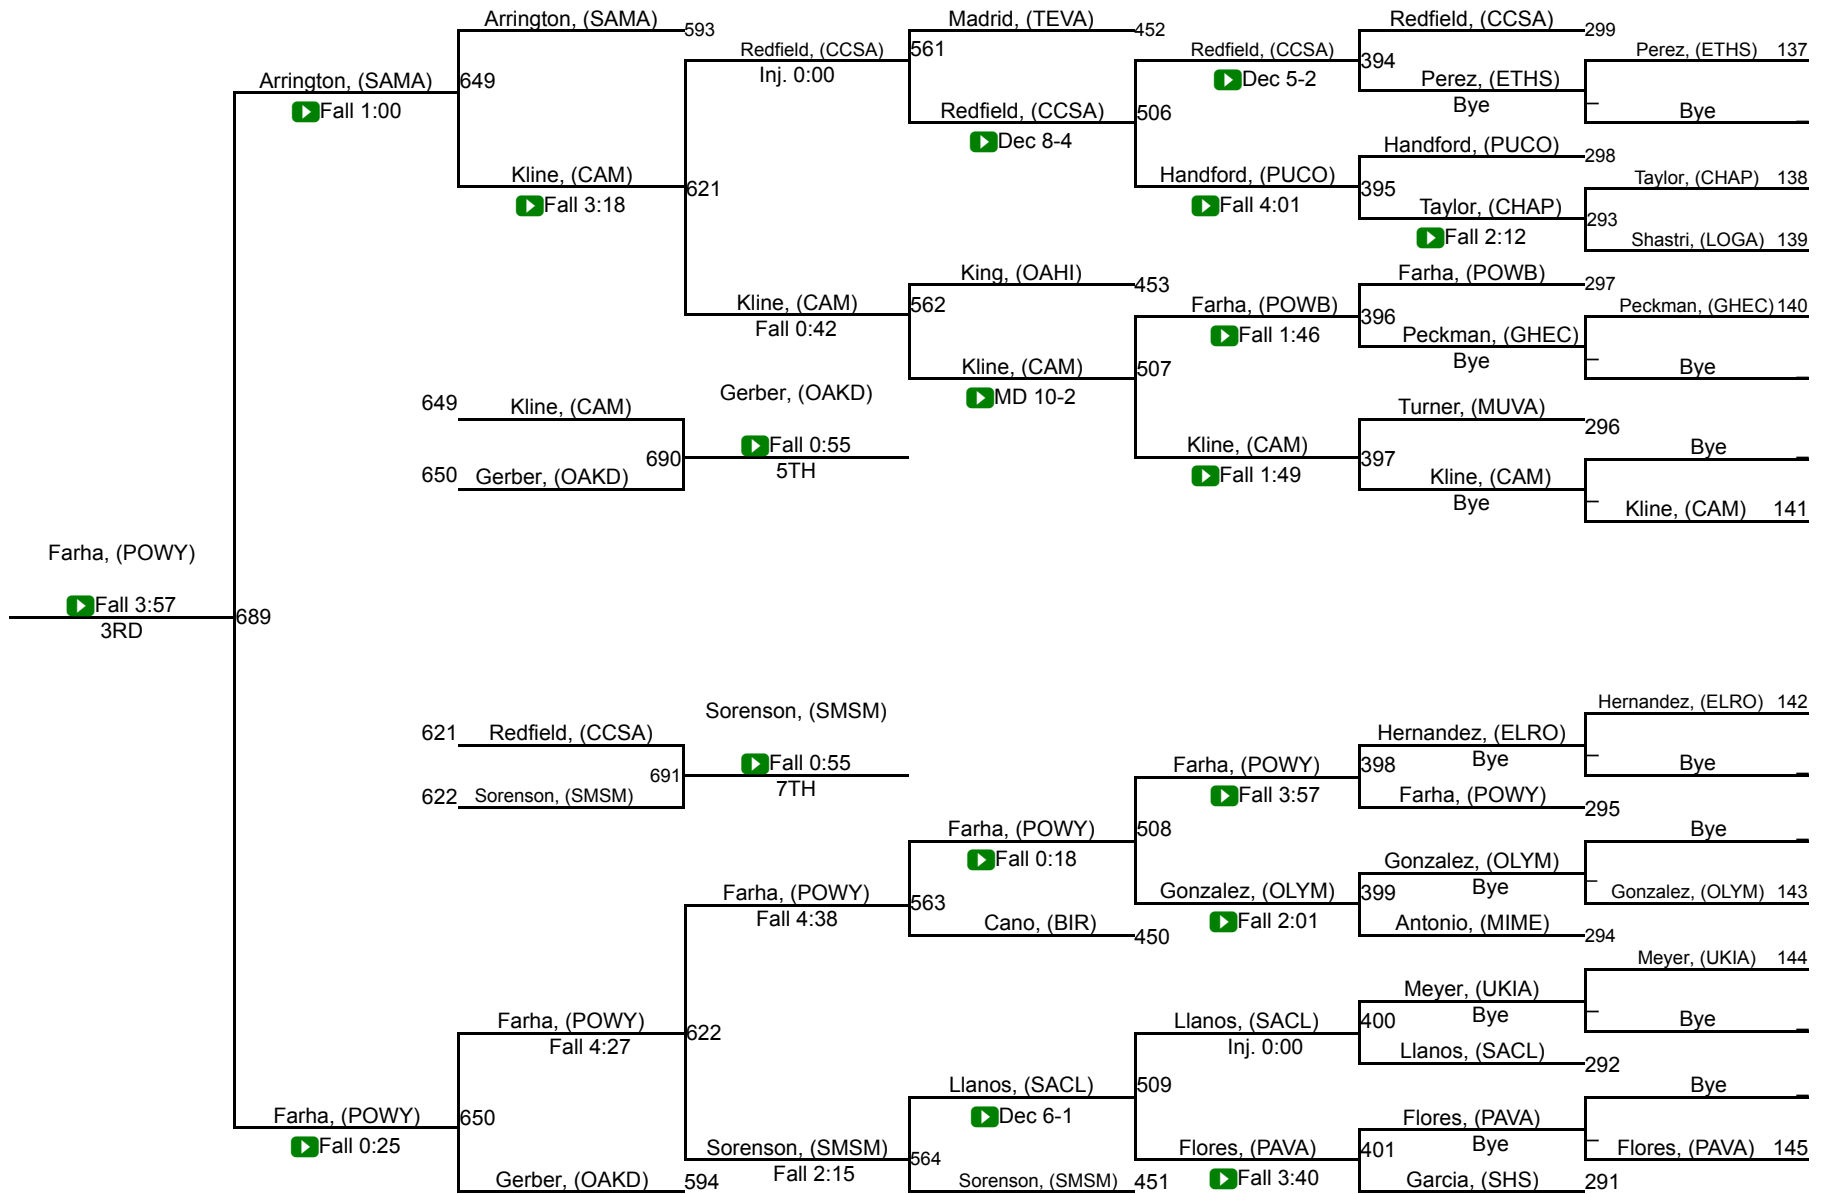 Arrington, (SAMA)
593
Madrid, (TEVA)
452
Redfield, (CCSA)
299
Redfield, (CCSA)
561
Redfield, (CCSA)
394
Perez, (ETHS) 137
Arrington, (SAMA)
649
Inj. 0:00
Dec 5-2
Perez, (ETHS)
Fall 1:00
Redfield, (CCSA)
506
Bye
Bye _
Dec 8-4
Handford, (PUCO)
298
Kline, (CAM)
621
Handford, (PUCO)
395
Taylor, (CHAP) 138
Fall 3:18
Fall 4:01
Taylor, (CHAP)
293
Fall 2:12
Shastri, (LOGA) 139
King, (OAHI)
453
Farha, (POWB)
297
Kline, (CAM)
562
Farha, (POWB)
396
Peckman, (GHEC) 140
Fall 0:42
Fall 1:46
Peckman, (GHEC)
Bye
Kline, (CAM)
507
Bye _
Gerber, (OAKD)
MD 10-2
649
Kline, (CAM)
Turner, (MUVA)
296
Fall 0:55
Kline, (CAM)
397
Bye _
690
5TH
Fall 1:49
650
Gerber, (OAKD)
Kline, (CAM)
Bye
Kline, (CAM) 141
Farha, (POWY)
Fall 3:57
689
3RD
Sorenson, (SMSM)
Hernandez, (ELRO) 142
621
Redfield, (CCSA)
Hernandez, (ELRO)
Fall 0:55
Farha, (POWY)
398
Bye
Bye _
691
7TH
Fall 3:57
622
Sorenson, (SMSM)
Farha, (POWY)
295
Farha, (POWY)
508
Bye _
Fall 0:18
Gonzalez, (OLYM)
Farha, (POWY)
563
Gonzalez, (OLYM)
399
Bye
Gonzalez, (OLYM) 143
Fall 4:38
Cano, (BIR)
450
Fall 2:01
Antonio, (MIME)
294
Meyer, (UKIA) 144
Farha, (POWY)
622
Llanos, (SACL)
400
Meyer, (UKIA)
Fall 4:27
Inj. 0:00
Bye
Bye _
Llanos, (SACL)
292
Llanos, (SACL)
509
Bye _
Farha, (POWY)
650
Dec 6-1
Flores, (PAVA)
Fall 0:25
Sorenson, (SMSM)
564
Flores, (PAVA)
401
Bye
Flores, (PAVA) 145
Fall 2:15
Fall 3:40
Gerber, (OAKD)
594
Sorenson, (SMSM)
451
Garcia, (SHS)
291